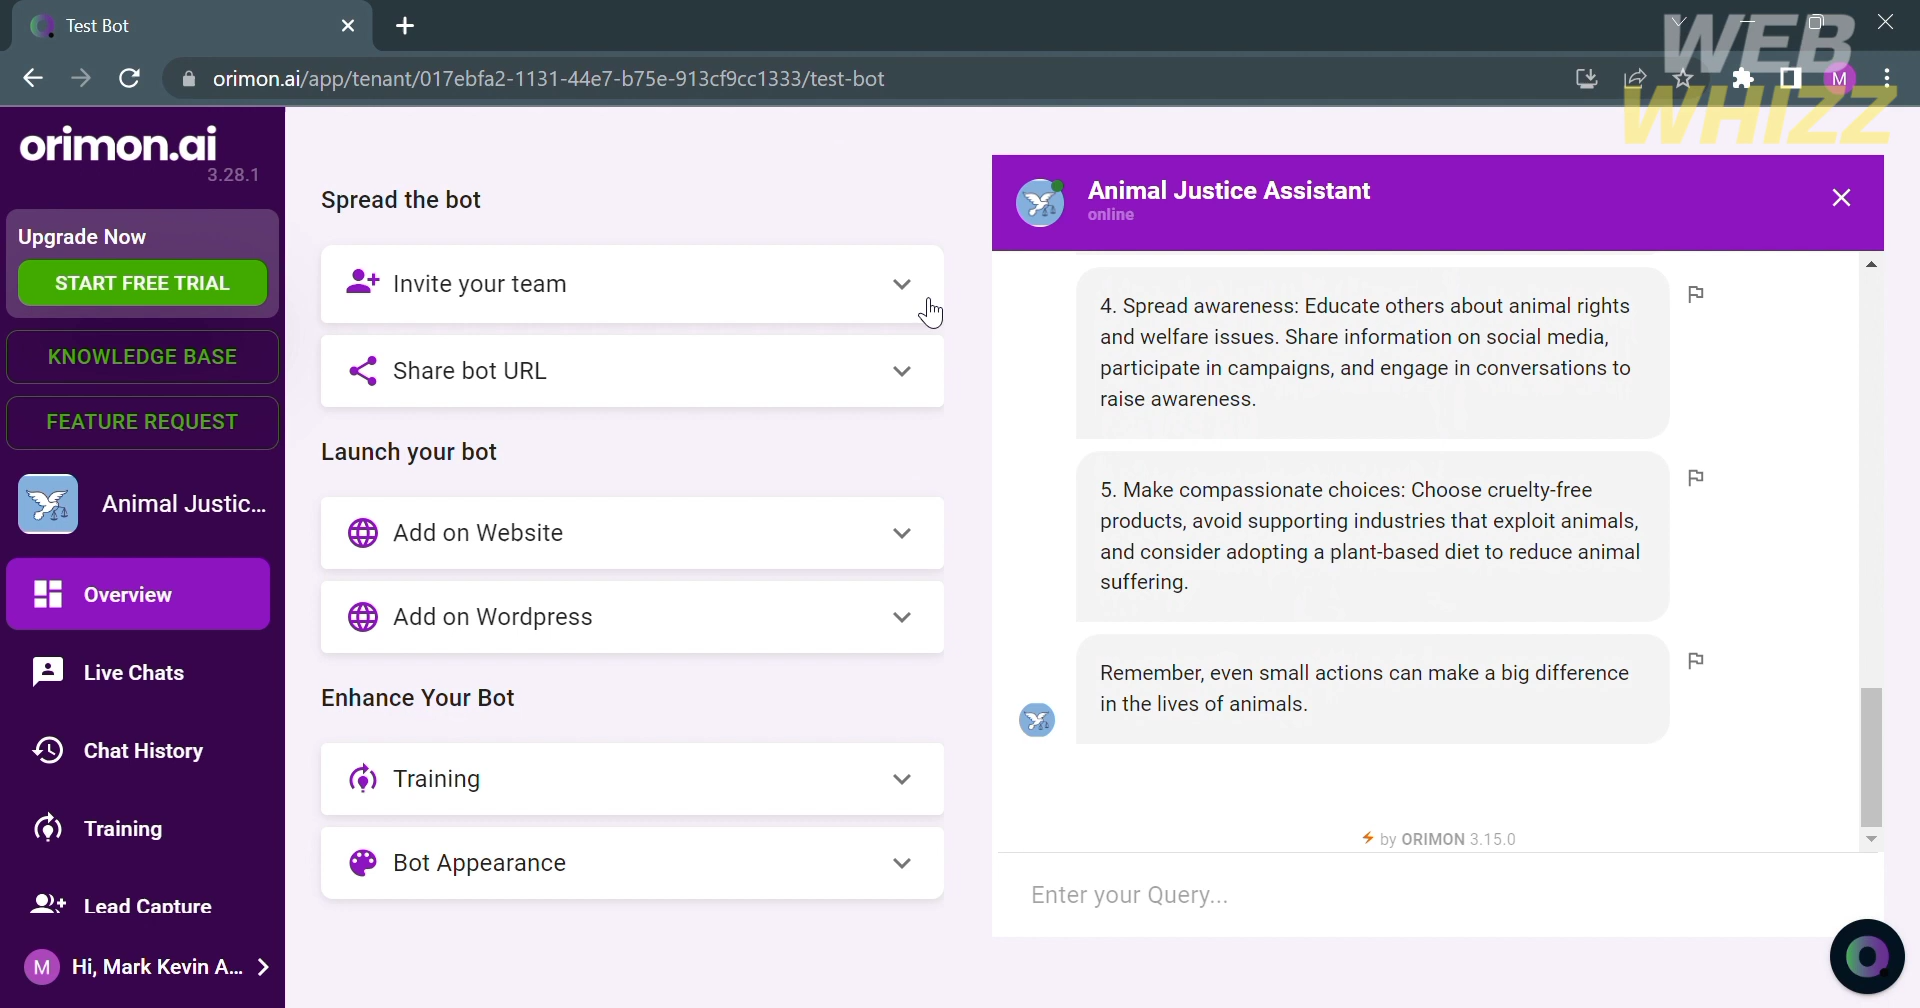 Test Bot
orimon.ai/app/tenant/017ebfa2-1131-44e7-b75e-913cf9cc1333/test-bot
M
WEB
WHIZZ
orimon.ai
3.28.1
Upgrade Now
START FREE TRIAL
KNOWLEDGE BASE
FEATURE REQUEST
Animal Justic...
Overview
Live Chats
Chat History
Training
Lead Capture
M
Hi, Mark Kevin A...
Spread the bot
Invite your team
Share bot URL
Launch your bot
Add on Website
Add on Wordpress
Enhance Your Bot
Training
Bot Appearance
Animal Justice Assistant
online
4. Spread awareness: Educate others about animal rights
and welfare issues. Share information on social media,
participate in campaigns, and engage in conversations to
raise awareness.
5. Make compassionate choices: Choose cruelty-free
products, avoid supporting industries that exploit animals,
and consider adopting a plant-based diet to reduce animal
suffering.
Remember, even small actions can make a big difference
in the lives of animals.
by ORIMON 3.15.0
Enter your Query...